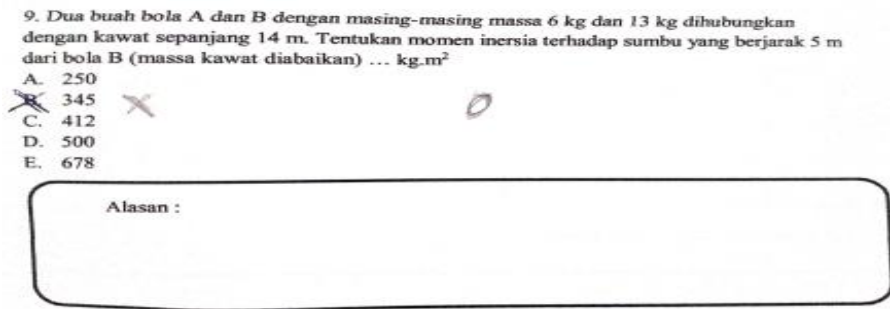 9. Dua buah bola A dan B dengan masing-masing massa 6 kg dan 13 kg dihubungkan
dengan kawat sepanjang 14 m. Tentukan momen inersia terhadap sumbu yang berjarak 5 m
dari bola B (massa kawat diabaikan) ... kg.m²
A. 250
B. 345
C. 412
D. 500
E. 678
Alasan :